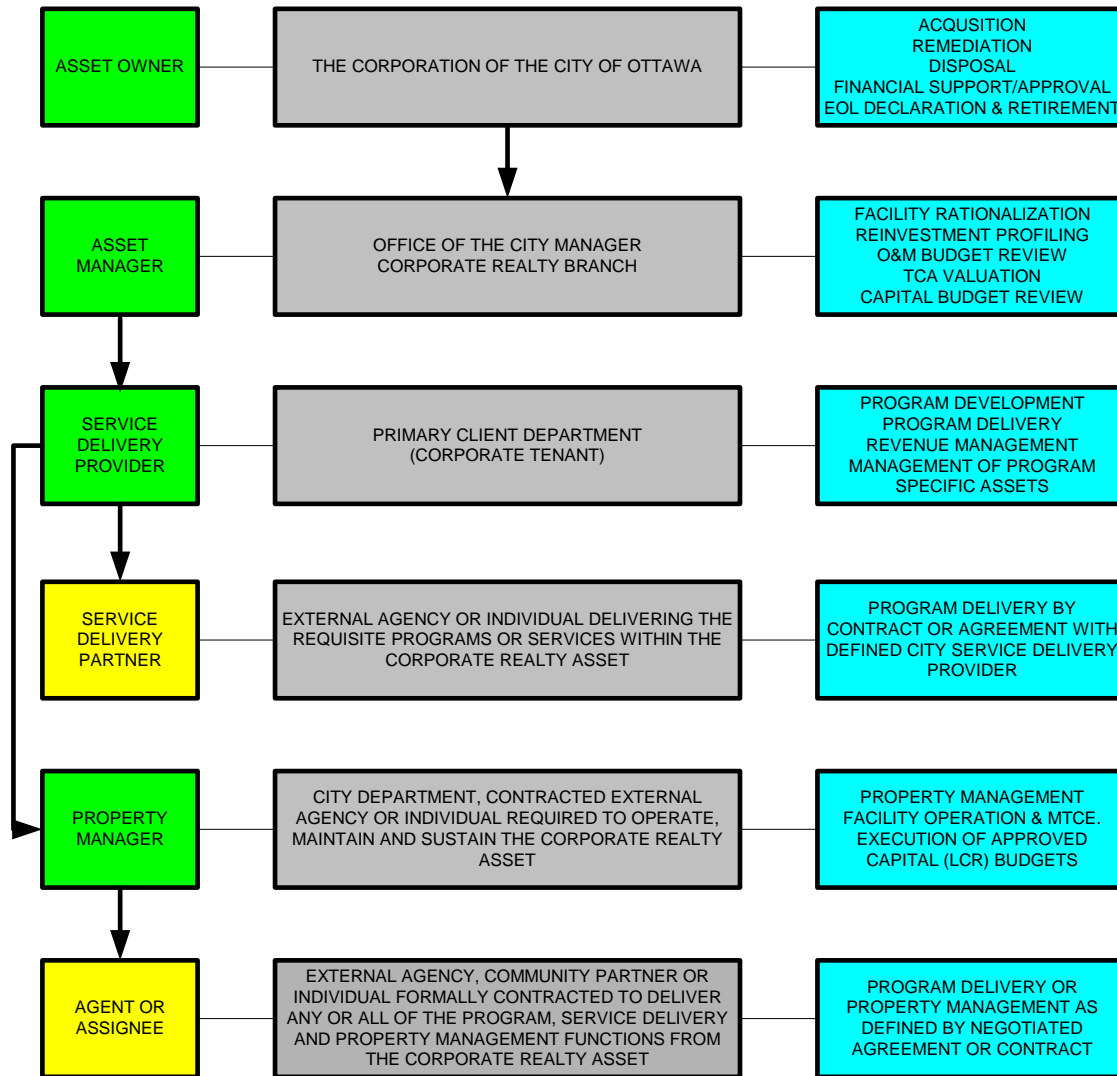 ASSET OWNER
THE CORPORATION OF THE CITY OF OTTAWA
ACQUSITION
REMEDIATION
DISPOSAL
FINANCIAL SUPPORT/APPROVAL
EOL DECLARATION & RETIREMENT
ASSET
MANAGER
OFFICE OF THE CITY MANAGER
CORPORATE REALTY BRANCH
FACILITY RATIONALIZATION
REINVESTMENT PROFILING
O&M BUDGET REVIEW
TCA VALUATION
CAPITAL BUDGET REVIEW
SERVICE
DELIVERY
PROVIDER
PRIMARY CLIENT DEPARTMENT
(CORPORATE TENANT)
PROGRAM DEVELOPMENT
PROGRAM DELIVERY
REVENUE MANAGEMENT
MANAGEMENT OF PROGRAM
SPECIFIC ASSETS
SERVICE
DELIVERY
PARTNER
EXTERNAL AGENCY OR INDIVIDUAL DELIVERING THE
REQUISITE PROGRAMS OR SERVICES WITHIN THE
CORPORATE REALTY ASSET
PROGRAM DELIVERY BY
CONTRACT OR AGREEMENT WITH
DEFINED CITY SERVICE DELIVERY
PROVIDER
PROPERTY
MANAGER
CITY DEPARTMENT, CONTRACTED EXTERNAL
AGENCY OR INDIVIDUAL REQUIRED TO OPERATE,
MAINTAIN AND SUSTAIN THE CORPORATE REALTY
ASSET
PROPERTY MANAGEMENT
FACILITY OPERATION & MTCE.
EXECUTION OF APPROVED
CAPITAL (LCR) BUDGETS
AGENT OR
ASSIGNEE
EXTERNAL AGENCY, COMMUNITY PARTNER OR
INDIVIDUAL FORMALLY CONTRACTED TO DELIVER
ANY OR ALL OF THE PROGRAM, SERVICE DELIVERY
AND PROPERTY MANAGEMENT FUNCTIONS FROM
THE CORPORATE REALTY ASSET
PROGRAM DELIVERY OR
PROPERTY MANAGEMENT AS
DEFINED BY NEGOTIATED
AGREEMENT OR CONTRACT